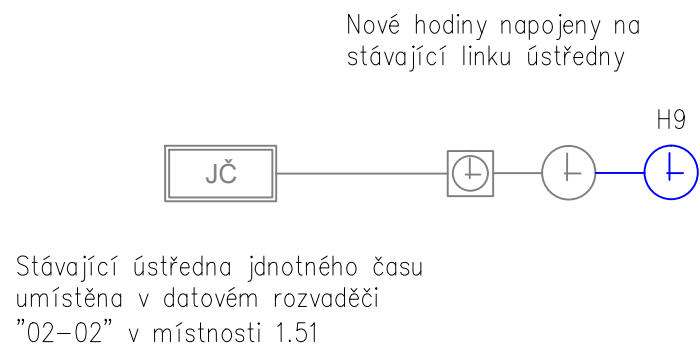 Nové hodiny napojeny na
stávající linku ústředny
H9
JČ
Stávající ústředna jdnotného času
umístěna v datovém rozvaděči
"02-02" v místnosti 1.51